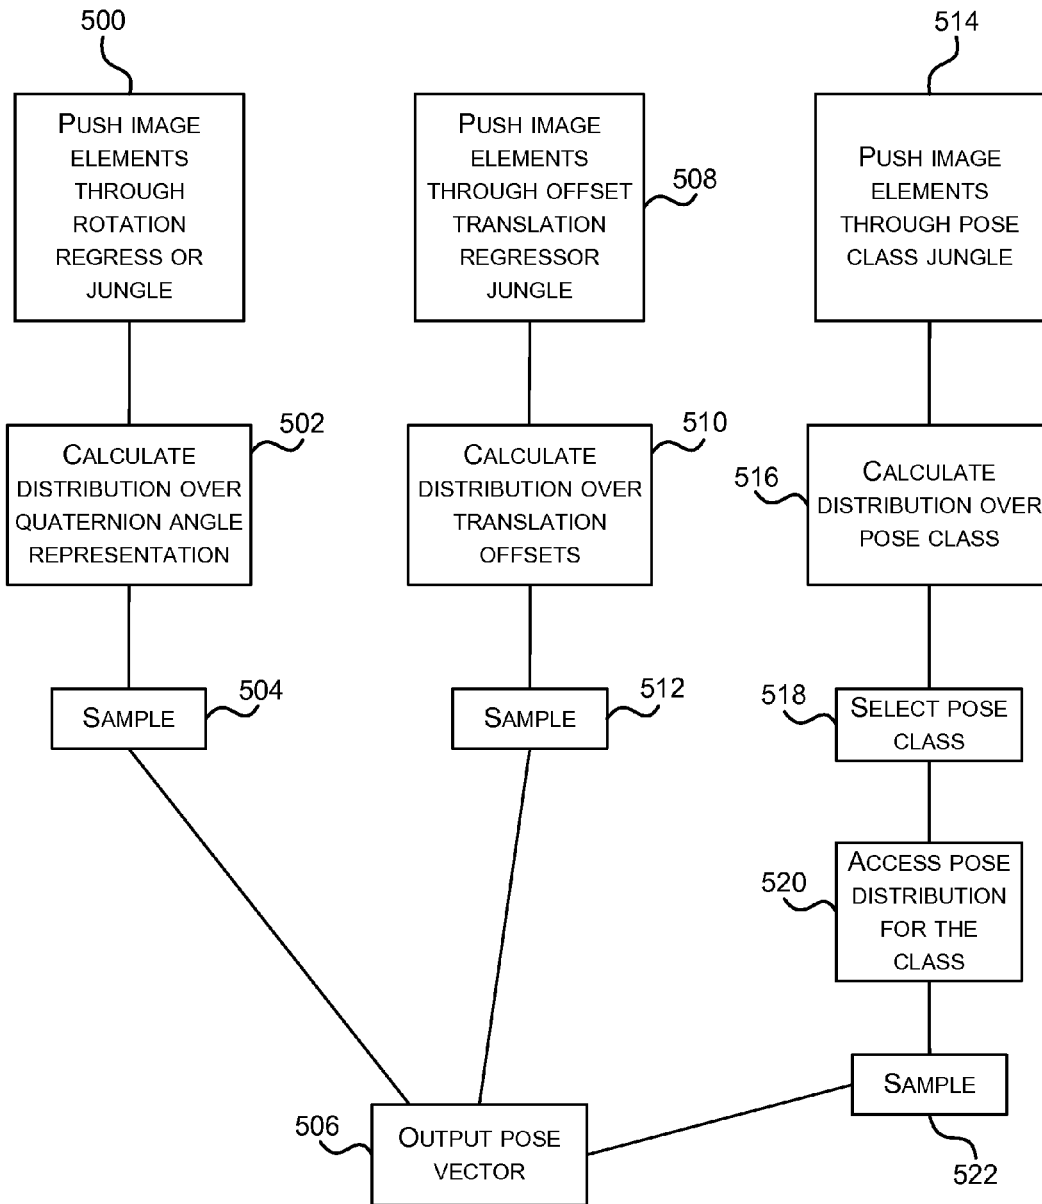 500
PUSH IMAGE
ELEMENTS
THROUGH
ROTATION
REGRESS OR
JUNGLE
502
CALCULATE
DISTRIBUTION OVER
QUATERNION ANGLE
REPRESENTATION
504
SAMPLE
PUSH IMAGE
ELEMENTS
THROUGH OFFSET
TRANSLATION
REGRESSOR
JUNGLE
508
510
CALCULATE
DISTRIBUTION OVER
TRANSLATION
OFFSETS
512
SAMPLE
514
PUSH IMAGE
ELEMENTS
THROUGH POSE
CLASS JUNGLE
516
CALCULATE
DISTRIBUTION OVER
POSE CLASS
518
SELECT POSE
CLASS
520
ACCESS POSE
DISTRIBUTION
FOR THE
CLASS
SAMPLE
522
506
OUTPUT POSE
VECTOR